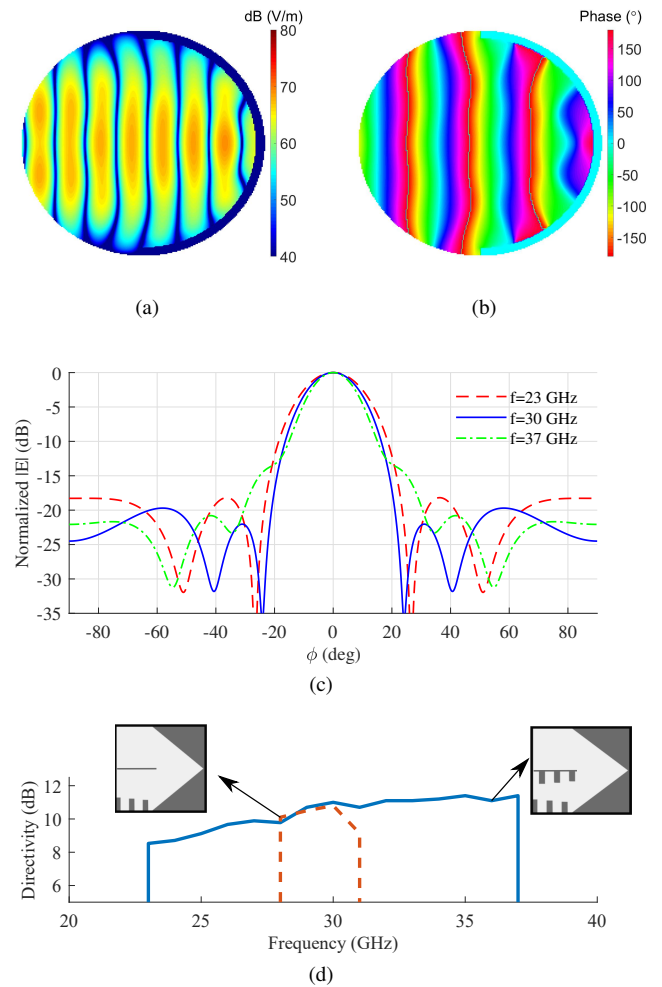 dB (V/m)
80
70
60
50
40
Phase (°)
150
100
50
0
-50
-100
-150
(a)
(b)
Normalized |E| (dB)
0
-5
-10
-15
-20
-25
-30
-35
f=23 GHz
f=30 GHz
f=37 GHz
-80 -60 -40 -20 0 20 40 60 80
ϕ (deg)
(c)
Directivity (dB)
12
10
8
6
20 25 30 35 40
Frequency (GHz)
(d)